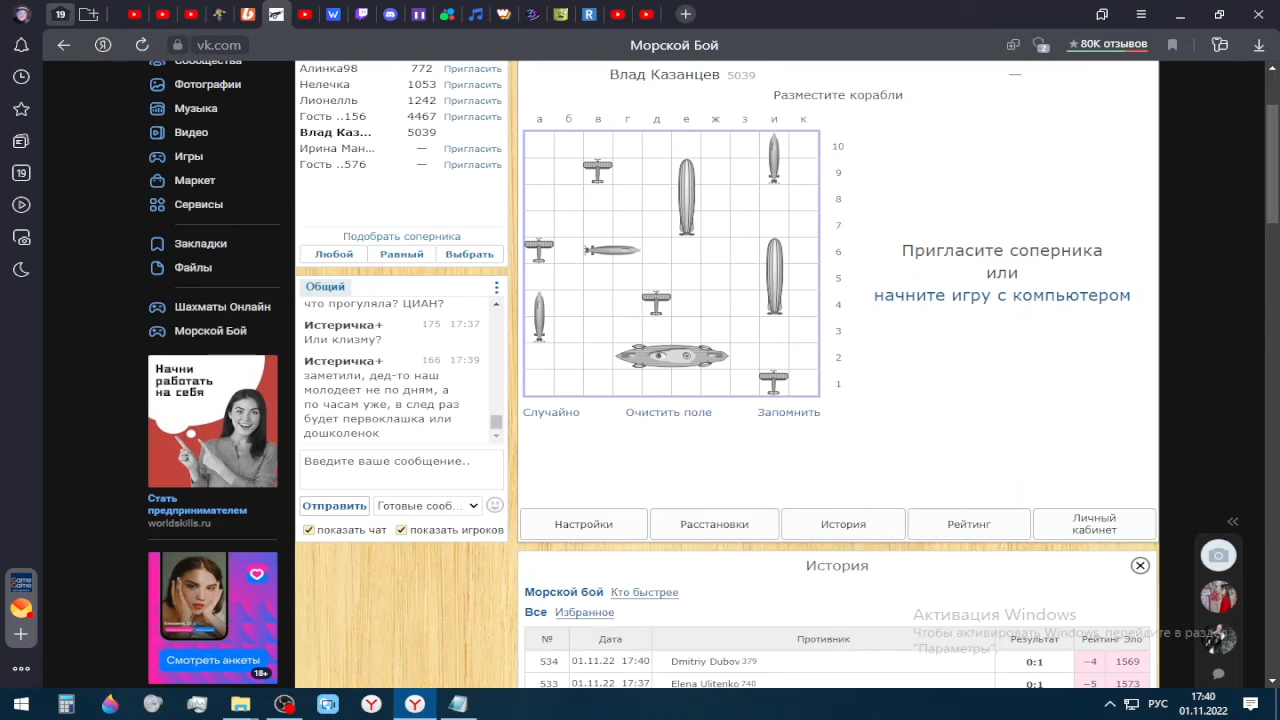 19
vk.com
Морской Бой
2
★80K отзывов
Сообщества
Фотографии
Музыка
Видео
Игры
Маркет
Сервисы
Закладки
Файлы
Шахматы Онлайн
Морской Бой
19
Начни
работать
на себя
Стать
предпринимателем
worldskills.ru
Смотреть анкеты
18+
Алинка98 772 Пригласить
Нелечка 1053 Пригласить
Лионелль 1242 Пригласить
Гость ..156 4467 Пригласить
Влад Каз... 5039
Ирина Ман... — Пригласить
Гость ..576 — Пригласить
Подобрать соперника
Любой Равный Выбрать
Общий
что прогуляла? ЦИАН?
Истеричка+ 175 17:37
Или клизму?
Истеричка+ 166 17:39
заметили, дед-то наш
молодеет не по дням, а
по часам уже, в след раз
будет первоклашка или
дошколенок
Введите ваше сообщение..
Отправить Готовые сооб...
показать чат показать игроков
Влад Казанцев 5039 —
Разместите корабли
а б в г д е ж з и к
10
9
8
7
6
5
4
3
2
1
Случайно Очистить поле Запомнить
Пригласите соперника
или
начните игру с компьютером
Настройки Расстановки История Рейтинг Личный
кабинет
История
Морской бой Кто быстрее
Все Избранное
№ Дата Противник Результат Рейтинг Эло
534 01.11.22 17:40 Dmitriy Dubov 379 0:1 −4 1569
533 01.11.22 17:37 Elena Ulitenko 740 0:1 −5 1573
Активация Windows
Чтобы активировать Windows, перейдите в раздел
"Параметры".
РУС
17:40
01.11.2022